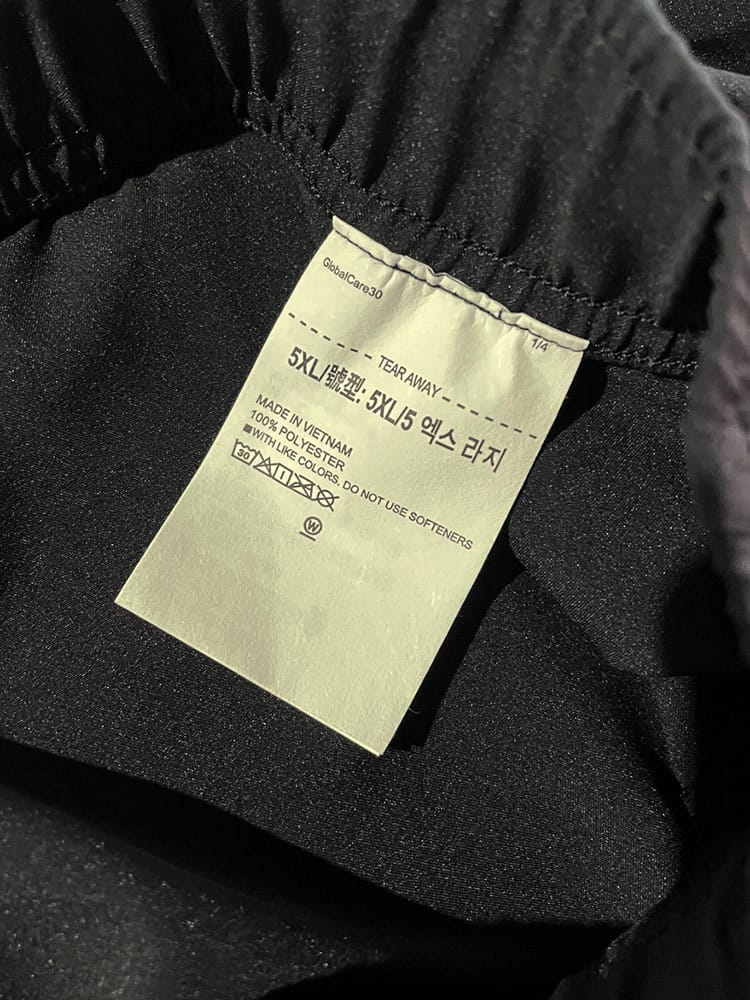 GlobalCare30
1/4
TEAR AWAY
5XL/號型: 5XL/5 엑스 라지
MADE IN VIETNAM
100% POLYESTER
WITH LIKE COLORS. DO NOT USE SOFTENERS
30
W